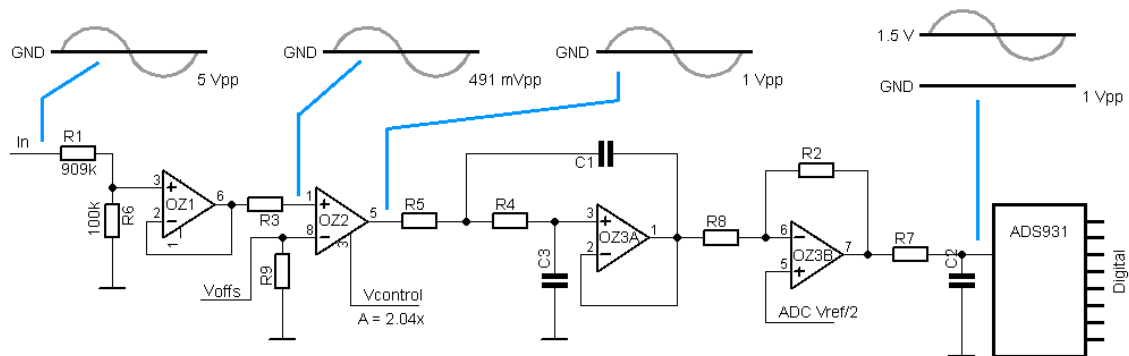 GND
5 Vpp
GND
491 mVpp
GND
1 Vpp
1.5 V
GND
1 Vpp
In
R1
909k
100k
R6
3
2
6
1
OZ1
R3
1
8
5
3
OZ2
R9
Voffs
Vcontrol
A = 2.04x
R5
R4
C1
C3
3
2
1
OZ3A
R8
R2
6
5
7
OZ3B
ADC Vref/2
R7
C2
ADS931
Digital